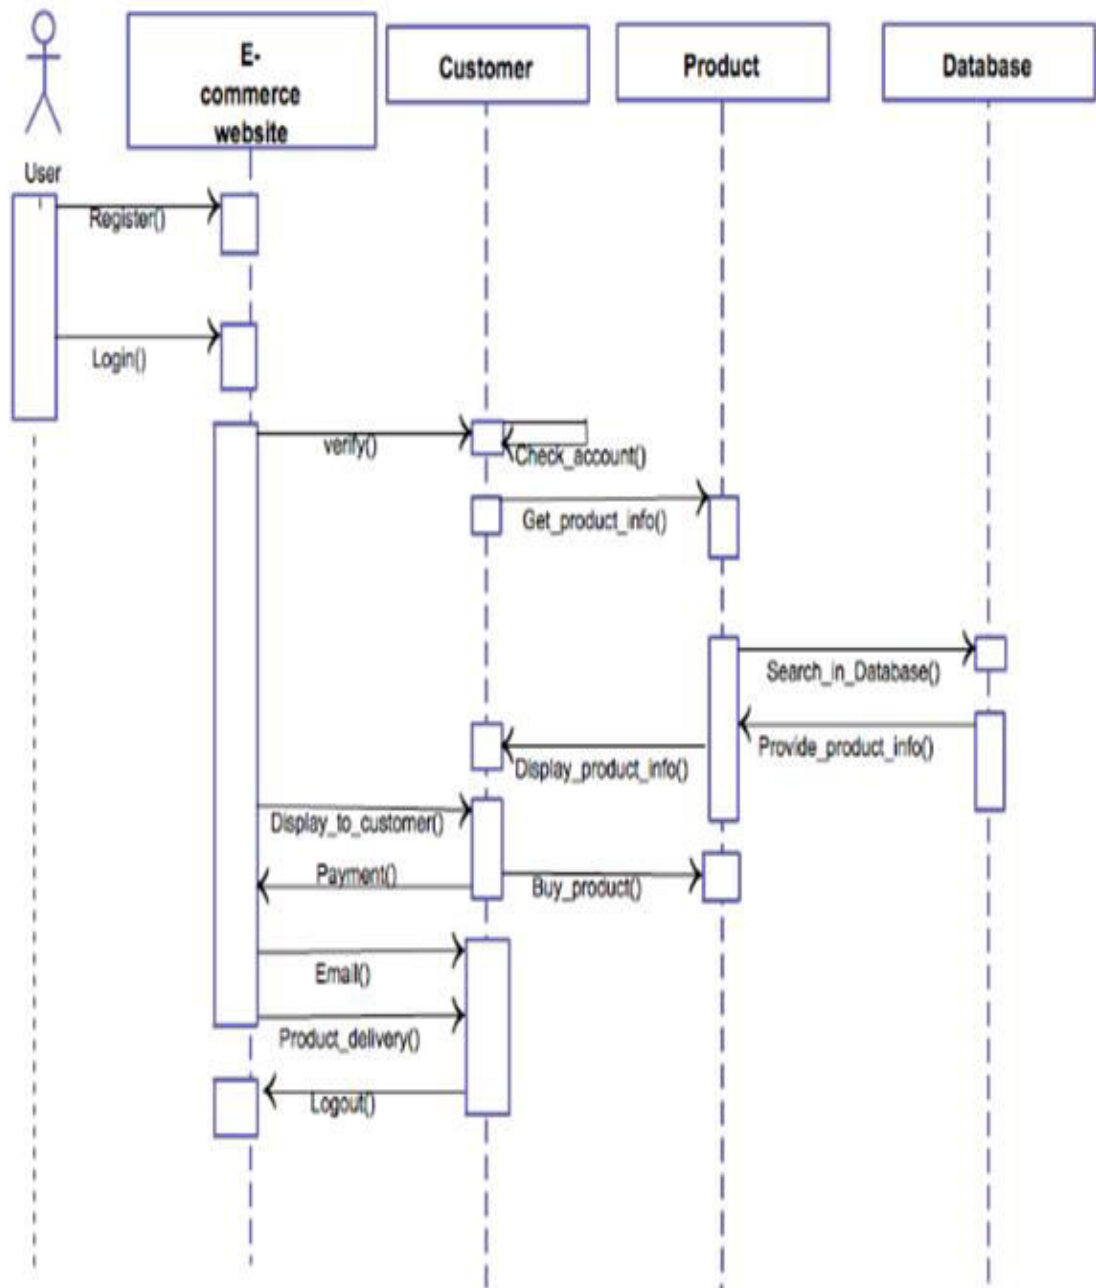 E-
commerce
website
Customer
Product
Database
User
Register()
Login()
verify()
Check_account()
Get_product_info()
Search_in_Database()
Provide_product_info()
Display_product_info()
Display_to_customer()
Payment()
Buy_product()
Email()
Product_delivery()
Logout()